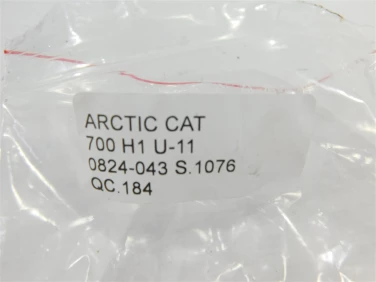 ARCTIC CAT
700 H1 U-11
0824-043 S.1076
QC.184